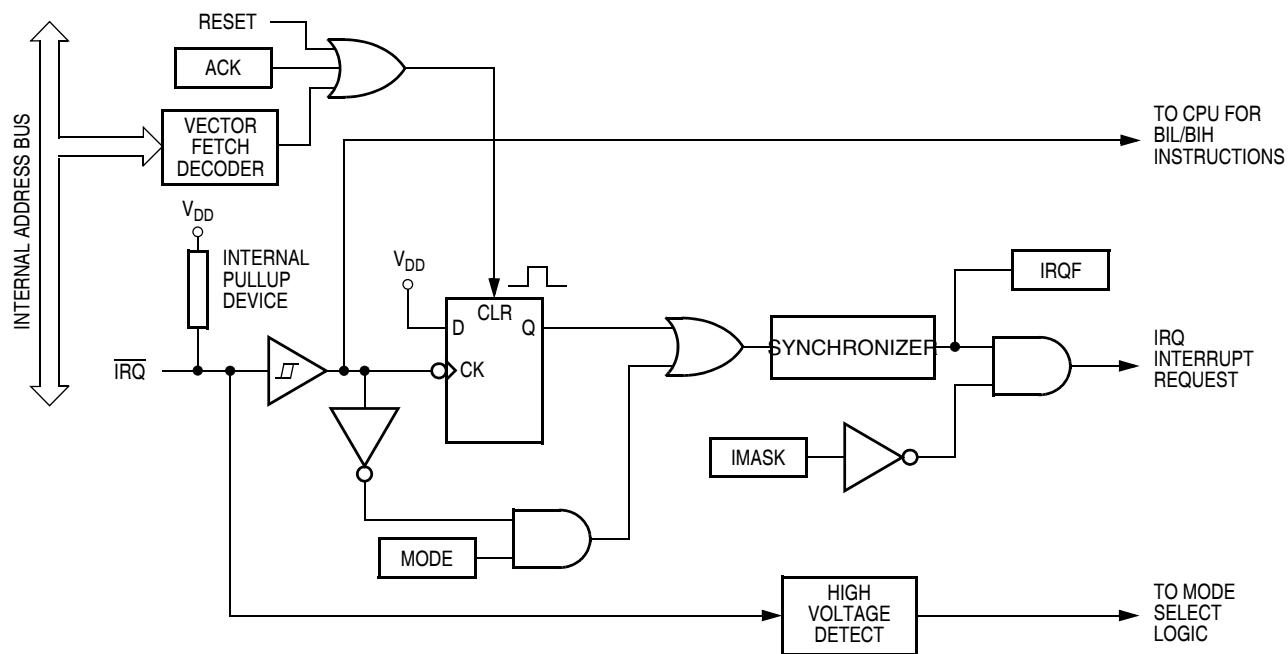 RESET
ACK
INTERNAL ADDRESS BUS
VECTOR
FETCH
DECODER
TO CPU FOR
BIL/BIH
INSTRUCTIONS
VDD
INTERNAL
PULLUP
DEVICE
VDD
CLR
D
Q
CK
IRQF
SYNCHRONIZER
IRQ
INTERRUPT
REQUEST
IRQ
IMASK
MODE
HIGH
VOLTAGE
DETECT
TO MODE
SELECT
LOGIC